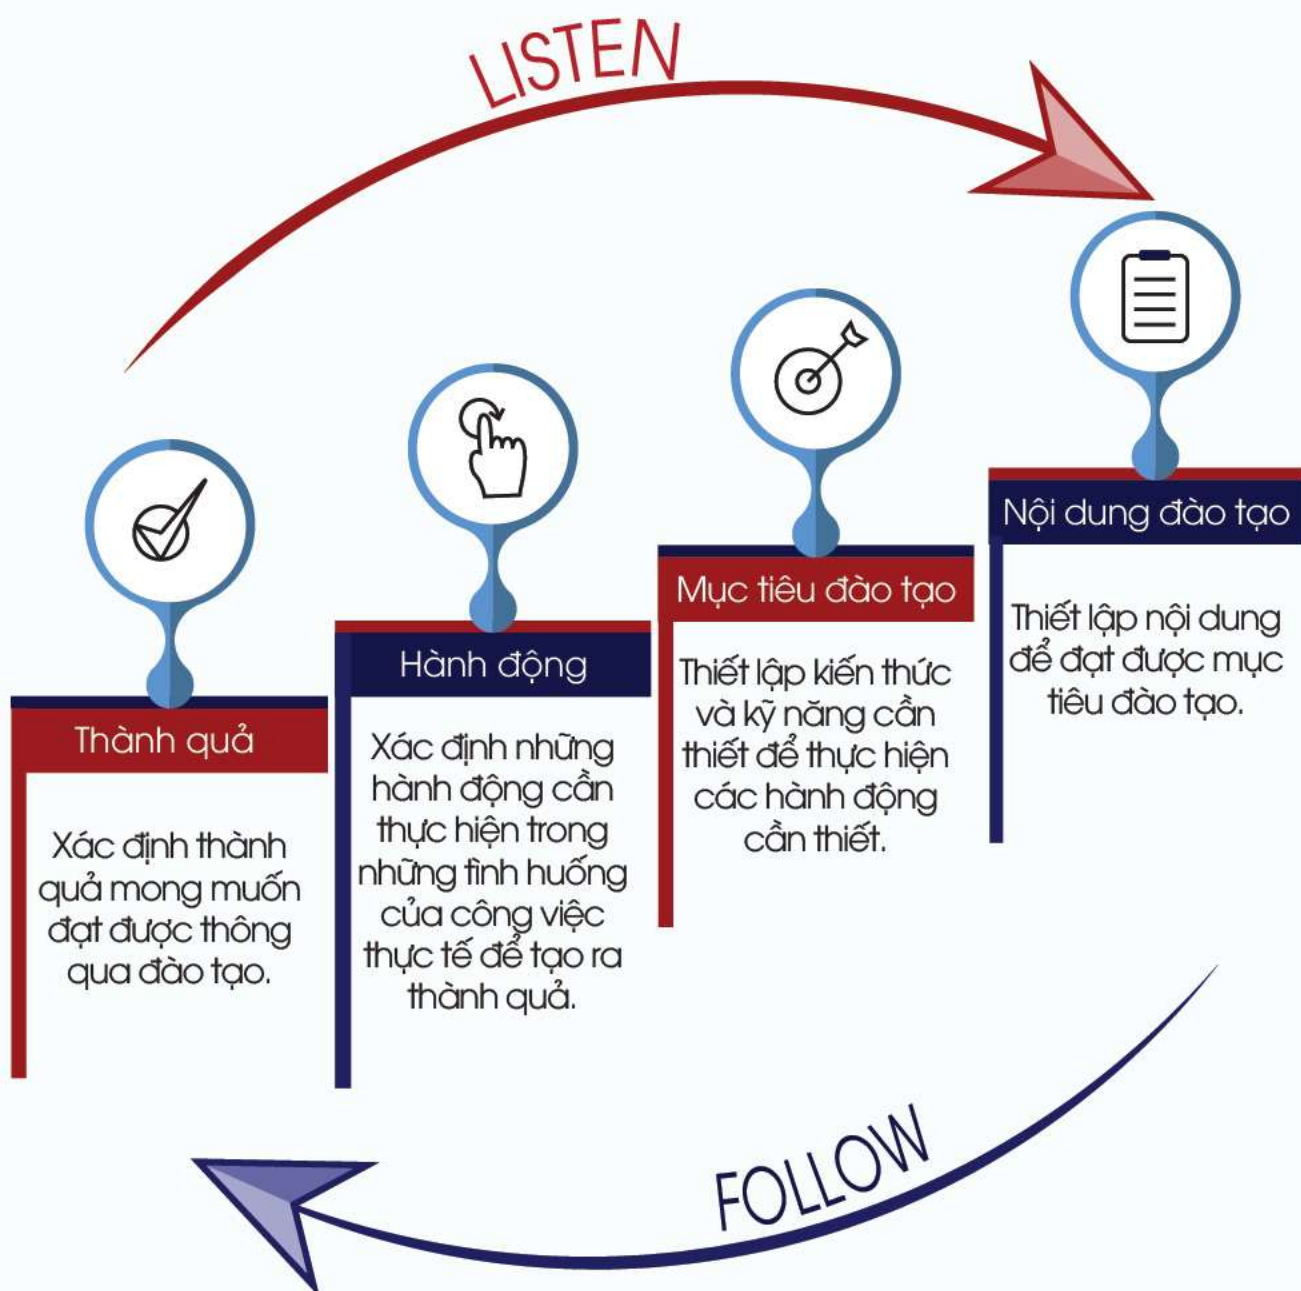 LISTEN
Thành quả
Xác định thành
quả mong muốn
đạt được thông
qua đào tạo.
Hành động
Xác định những
hành động cần
thực hiện trong
những tình huống
của công việc
thực tế để tạo ra
thành quả.
Mục tiêu đào tạo
Thiết lập kiến thức
và kỹ năng cần
thiết để thực hiện
các hành động
cần thiết.
Nội dung đào tạo
Thiết lập nội dung
để đạt được mục
tiêu đào tạo.
FOLLOW